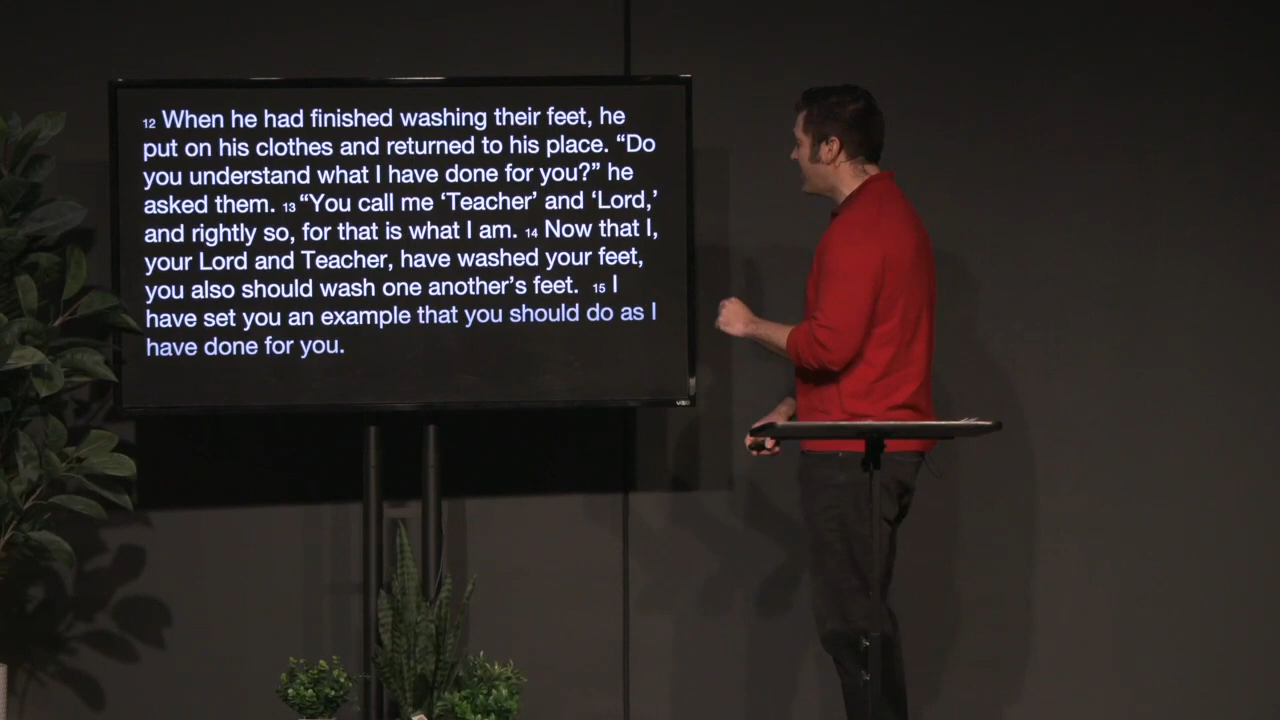 12 When he had finished washing their feet, he
put on his clothes and returned to his place. “Do
you understand what I have done for you?” he
asked them. 13 “You call me ‘Teacher’ and ‘Lord,’
and rightly so, for that is what I am. 14 Now that I,
your Lord and Teacher, have washed your feet,
you also should wash one another’s feet. 15 I
have set you an example that you should do as I
have done for you.
VIZIO